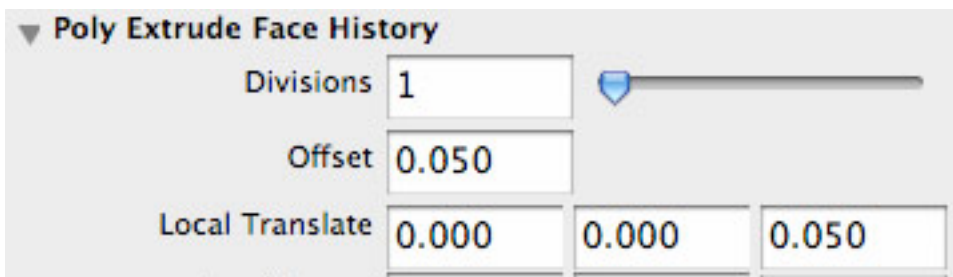 Poly Extrude Face History
Divisions 1
Offset 0.050
Local Translate 0.000 0.000 0.050